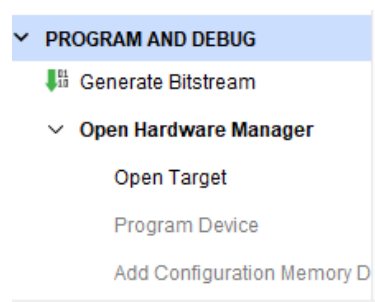 PROGRAM AND DEBUG
Generate Bitstream
Open Hardware Manager
Open Target
Program Device
Add Configuration Memory D